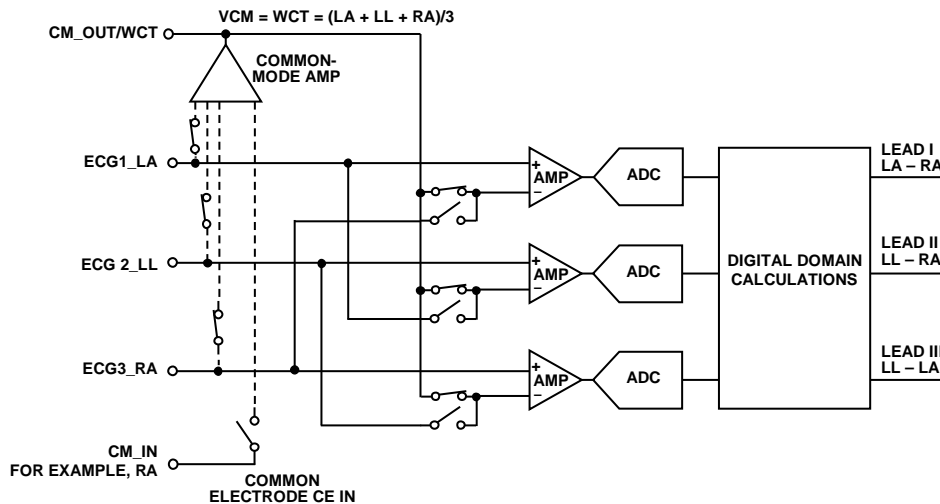 VCM = WCT = (LA + LL + RA)/3
CM_OUT/WCT
COMMON-
MODE AMP
ECG1_LA
+
AMP
–
ADC
LEAD I
LA – RA
ECG 2_LL
+
AMP
–
ADC
DIGITAL DOMAIN
CALCULATIONS
LEAD II
LL – RA
ECG3_RA
+
AMP
–
ADC
LEAD III
LL – LA
CM_IN
FOR EXAMPLE, RA
COMMON
ELECTRODE CE IN